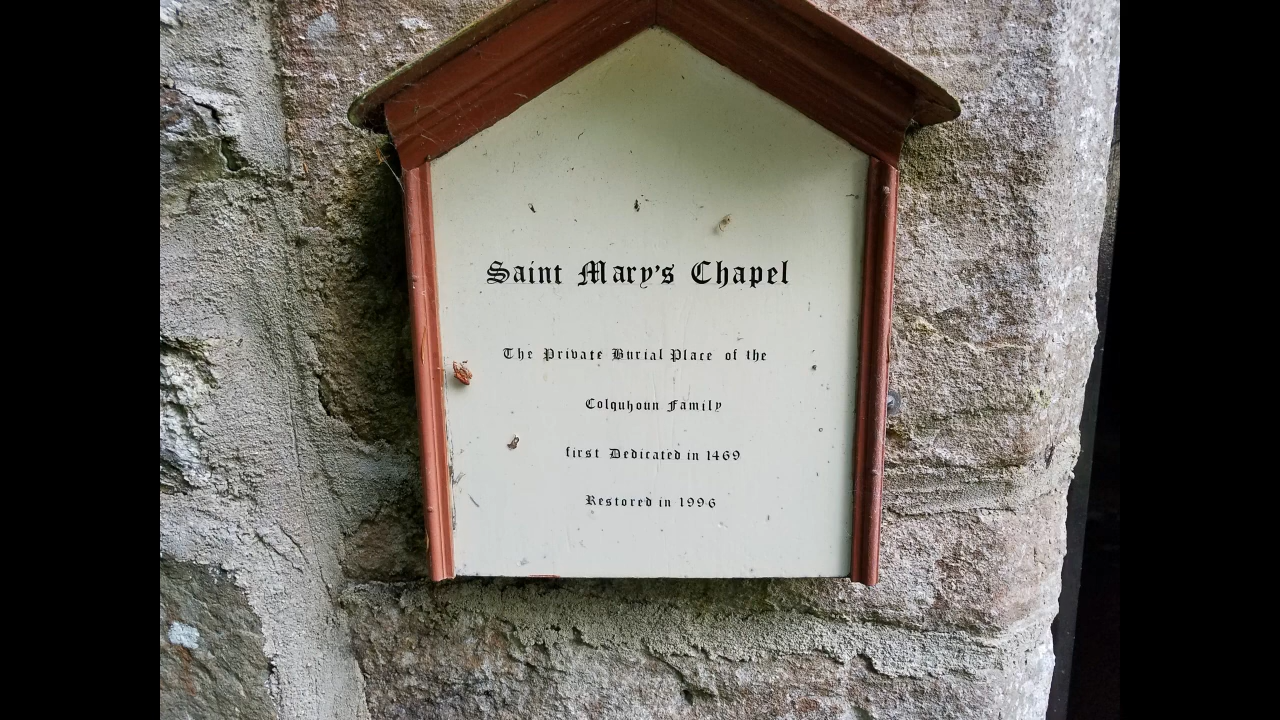 Saint Mary's Chapel
The Private Burial Place of the
Colquhoun Family
first Dedicated in 1469
Restored in 1996